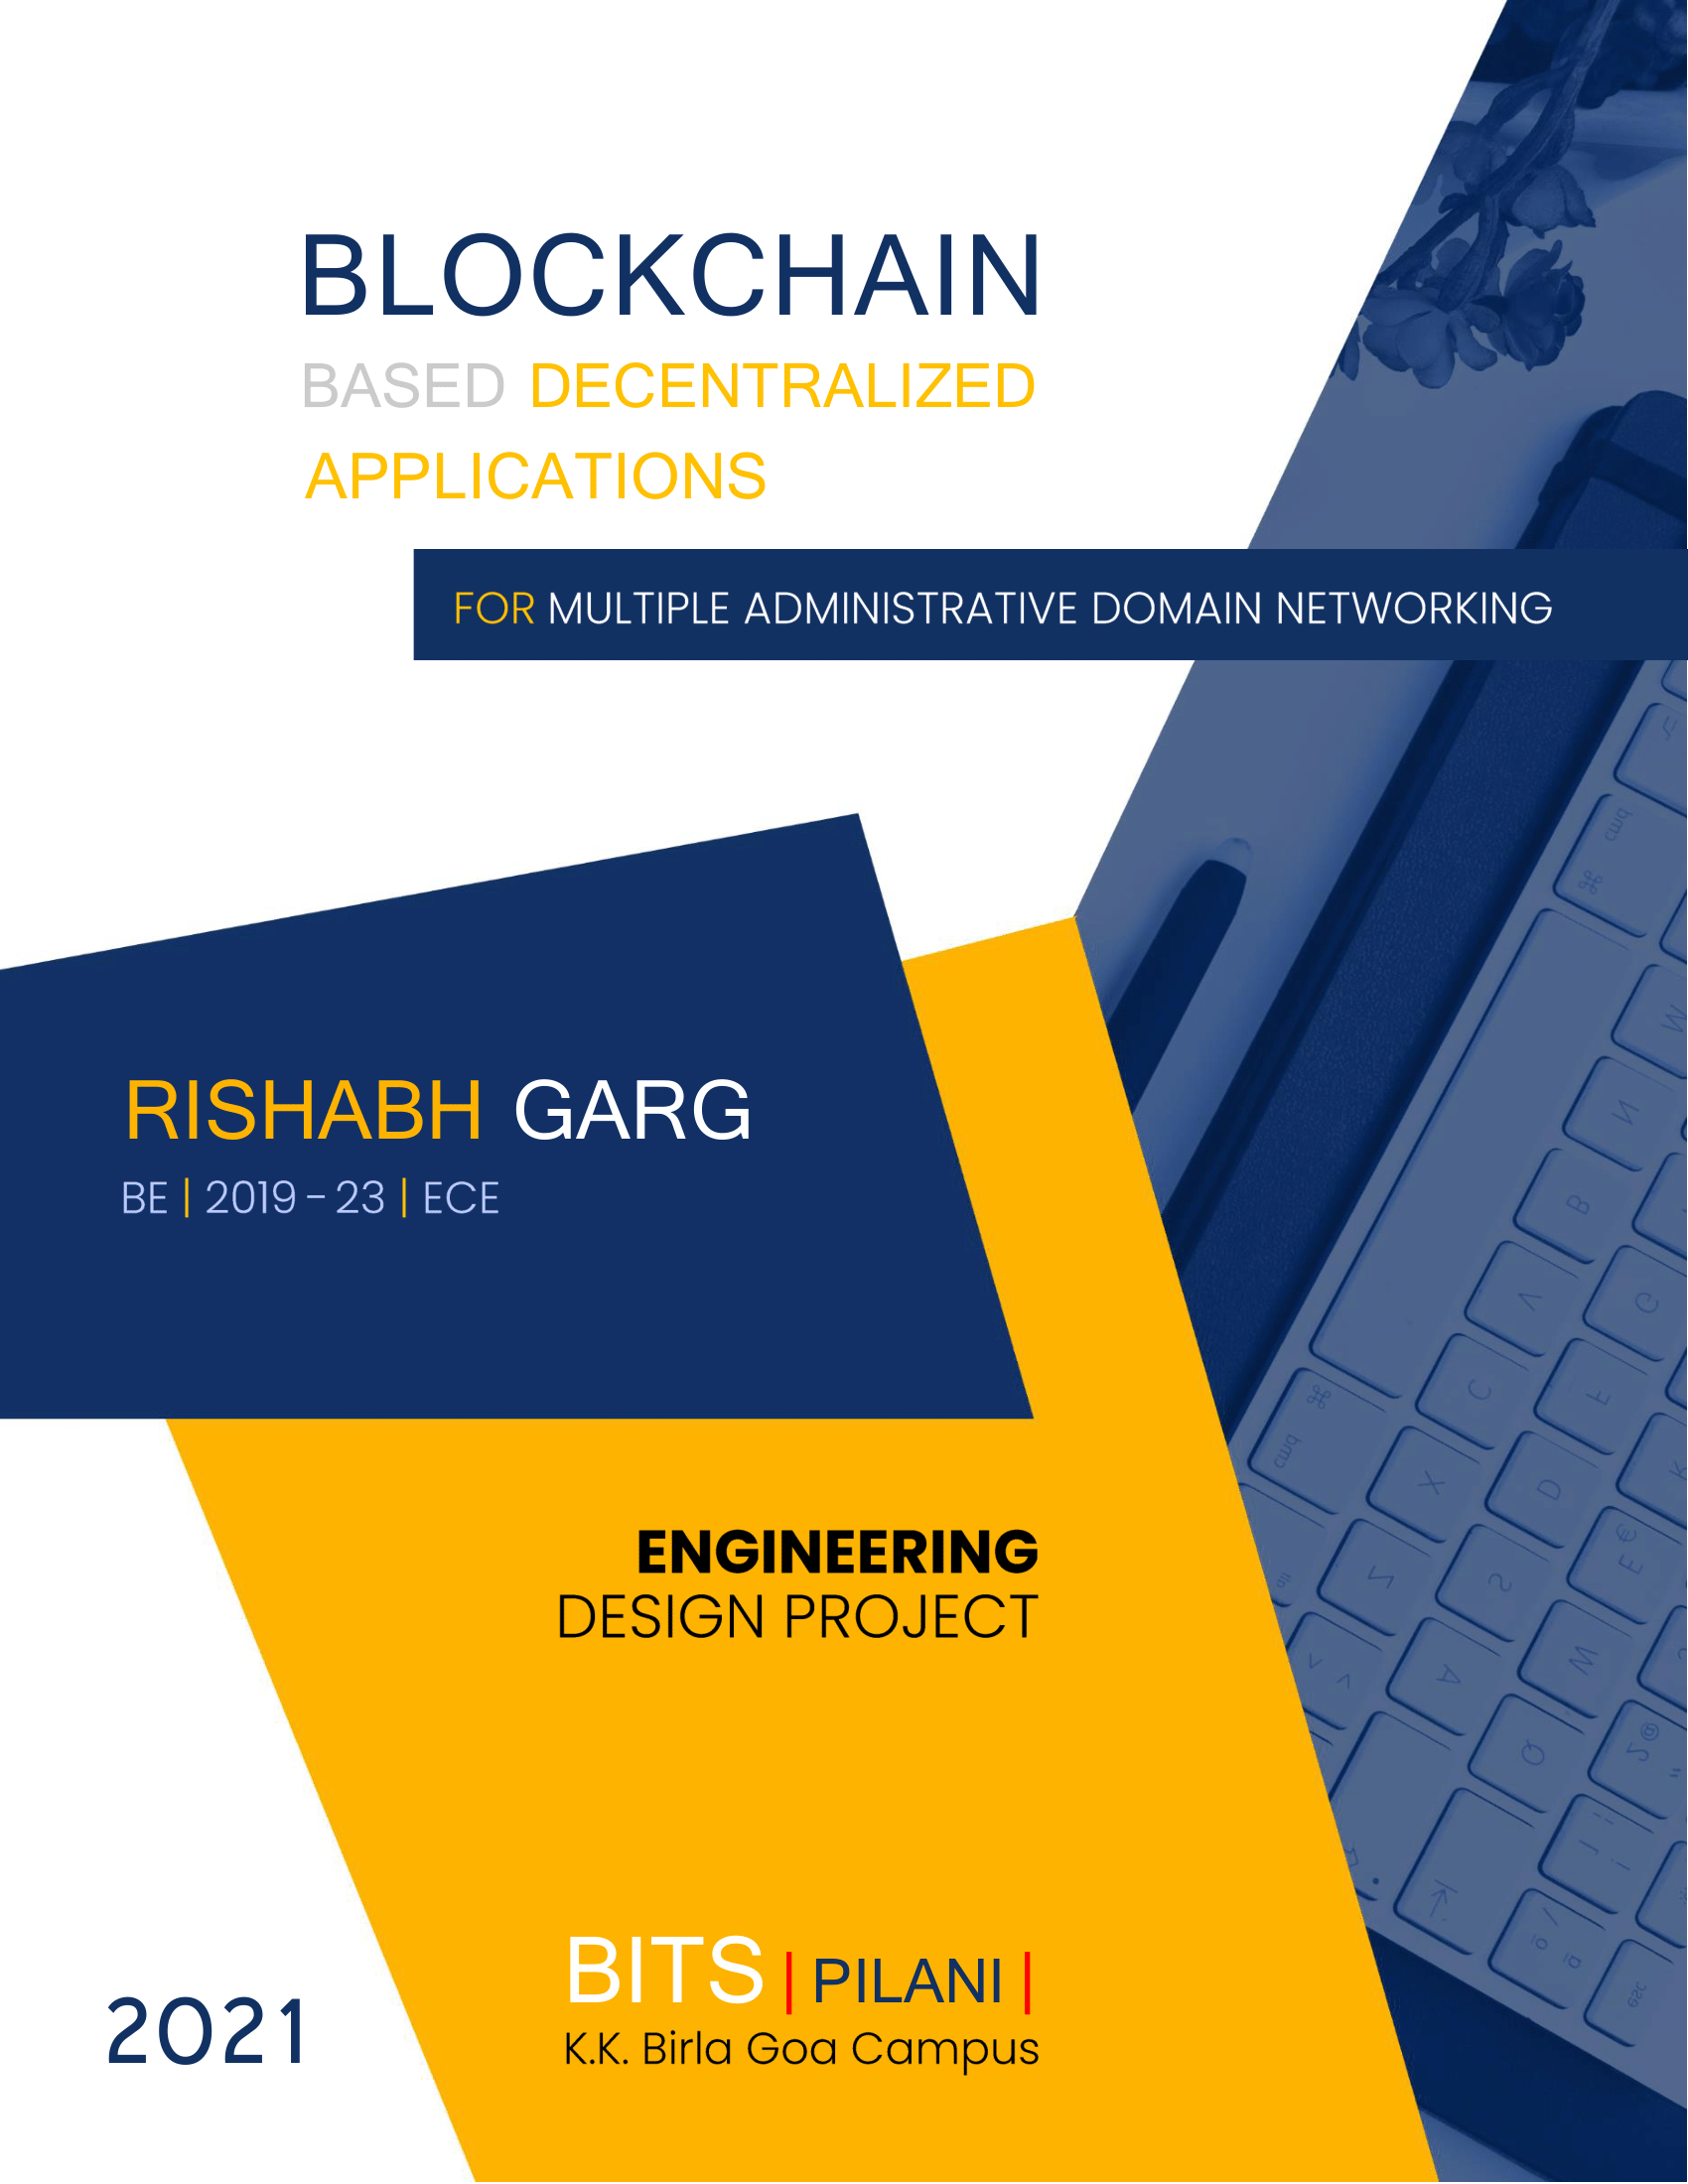 BLOCKCHAIN
BASED DECENTRALIZED
APPLICATIONS
FOR MULTIPLE ADMINISTRATIVE DOMAIN NETWORKING
RISHABH GARG
BE | 2019 - 23 | ECE
ENGINEERING
DESIGN PROJECT
BITS | PILANI |
K.K. Birla Goa Campus
2021